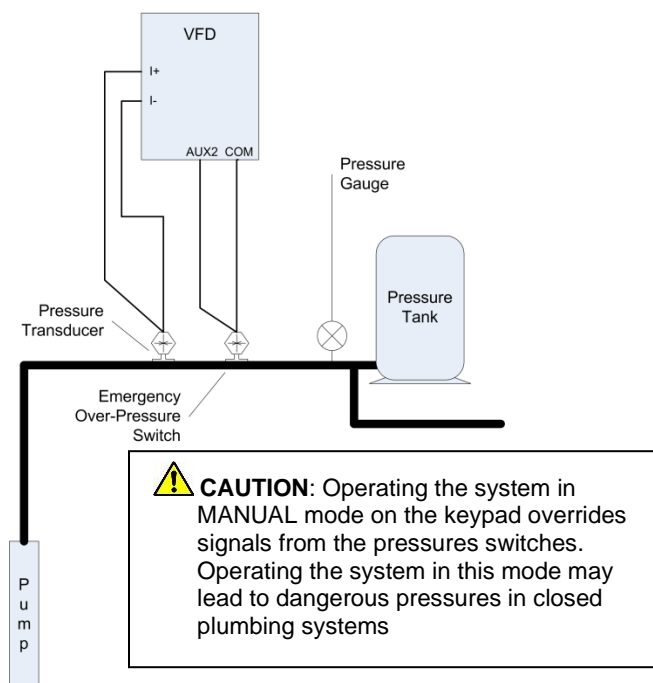 VFD
I+
I-
AUX2 COM
Pressure
Gauge
Pressure
Tank
Pressure
Transducer
Emergency
Over-Pressure
Switch
CAUTION: Operating the system in
MANUAL mode on the keypad overrides
signals from the pressures switches.
Operating the system in this mode may
lead to dangerous pressures in closed
plumbing systems
P
u
m
p